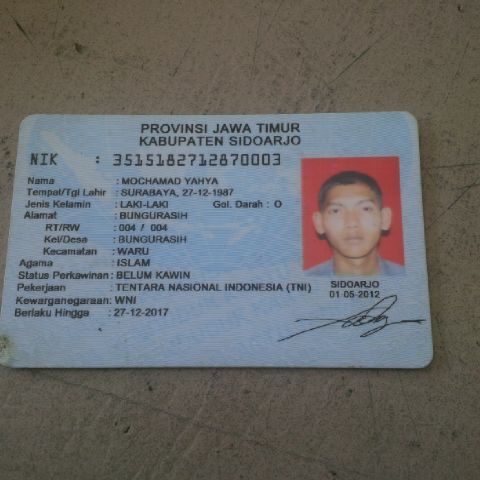 PROVINSI JAWA TIMUR
KABUPATEN SIDOARJO
NIK : 3515182712870003
Nama : MOCHAMAD YAHYA
Tempat/Tgl Lahir : SURABAYA, 27-12-1987
Jenis Kelamin : LAKI-LAKI Gol. Darah : O
Alamat : BUNGURASIH
RT/RW : 004 / 004
Kel/Desa : BUNGURASIH
Kecamatan : WARU
Agama : ISLAM
Status Perkawinan : BELUM KAWIN
Pekerjaan : TENTARA NASIONAL INDONESIA (TNI)
Kewarganegaraan : WNI
Berlaku Hingga : 27-12-2017
SIDOARJO
01-05-2012